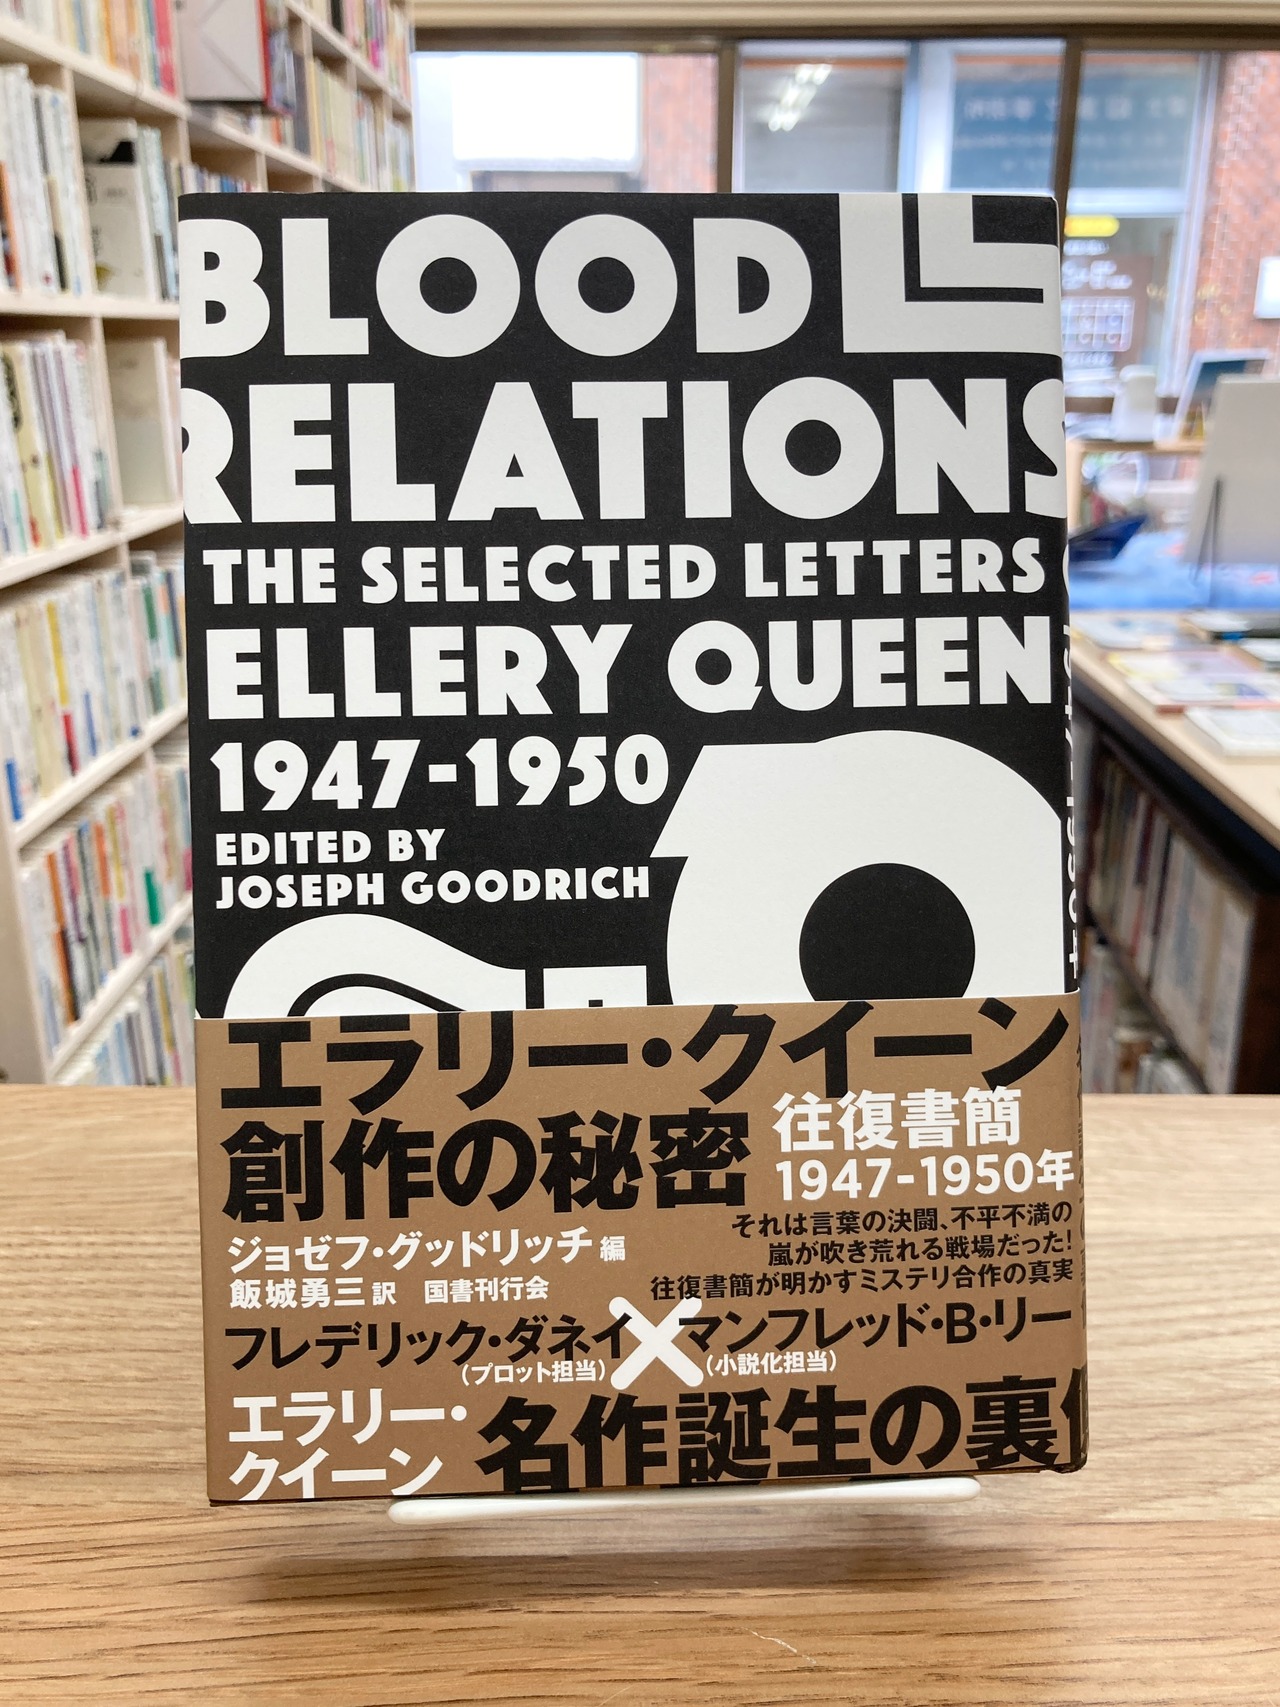 BLOOD
RELATIONS
THE SELECTED LETTERS
ELLERY QUEEN
1947-1950
EDITED BY
JOSEPH GOODRICH
エラリー・クイーン
創作の秘密
往復書簡
1947-1950年
ジョゼフ・グッドリッチ 編
飯城勇三 訳 国書刊行会
それは言葉の決闘、不平不満の
嵐が吹き荒れる戦場だった!
往復書簡が明かすミステリ合作の真実
フレデリック・ダネイ×マンフレッド・B・リー
(プロット担当) (小説化担当)
エラリー・
クイーン
名作誕生の裏